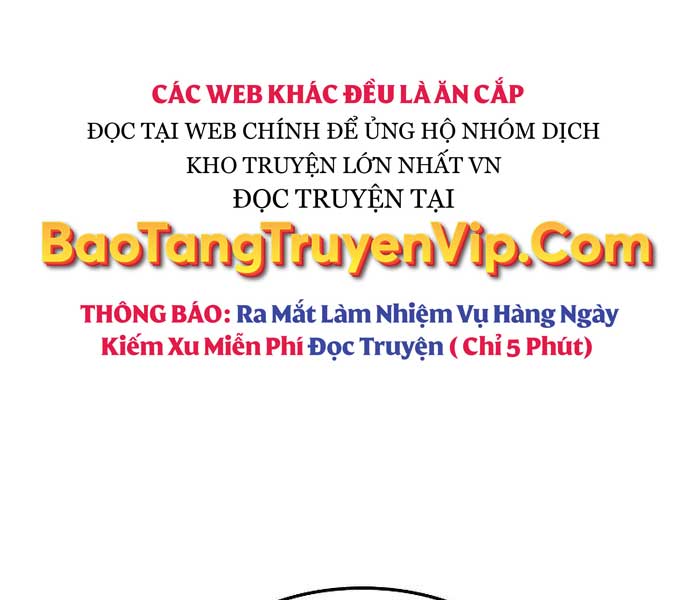 CÁC WEB KHÁC ĐỀU LÀ ĂN CẮP
ĐỌC TẠI WEB CHÍNH ĐỂ ỦNG HỘ NHÓM DỊCH
KHO TRUYỆN LỚN NHẤT VN
ĐỌC TRUYỆN TẠI
BaoTangTruyenVip.Com
THÔNG BÁO: Ra Mắt Làm Nhiệm Vụ Hàng Ngày
Kiếm Xu Miễn Phí Đọc Truyện ( Chỉ 5 Phút)